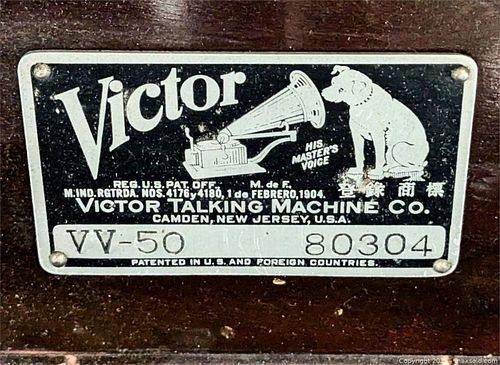 Victor
HIS
MASTER'S
VOICE
REG. U.S. PAT. OFF. M. de F.
M.IND.RGTRDA. NOS. 4176-4180, 1 de FEBRERO, 1904. 登録商標
VICTOR TALKING MACHINE CO.
CAMDEN, NEW JERSEY, U.S.A.
VV-50 80304
PATENTED IN U.S. AND FOREIGN COUNTRIES.